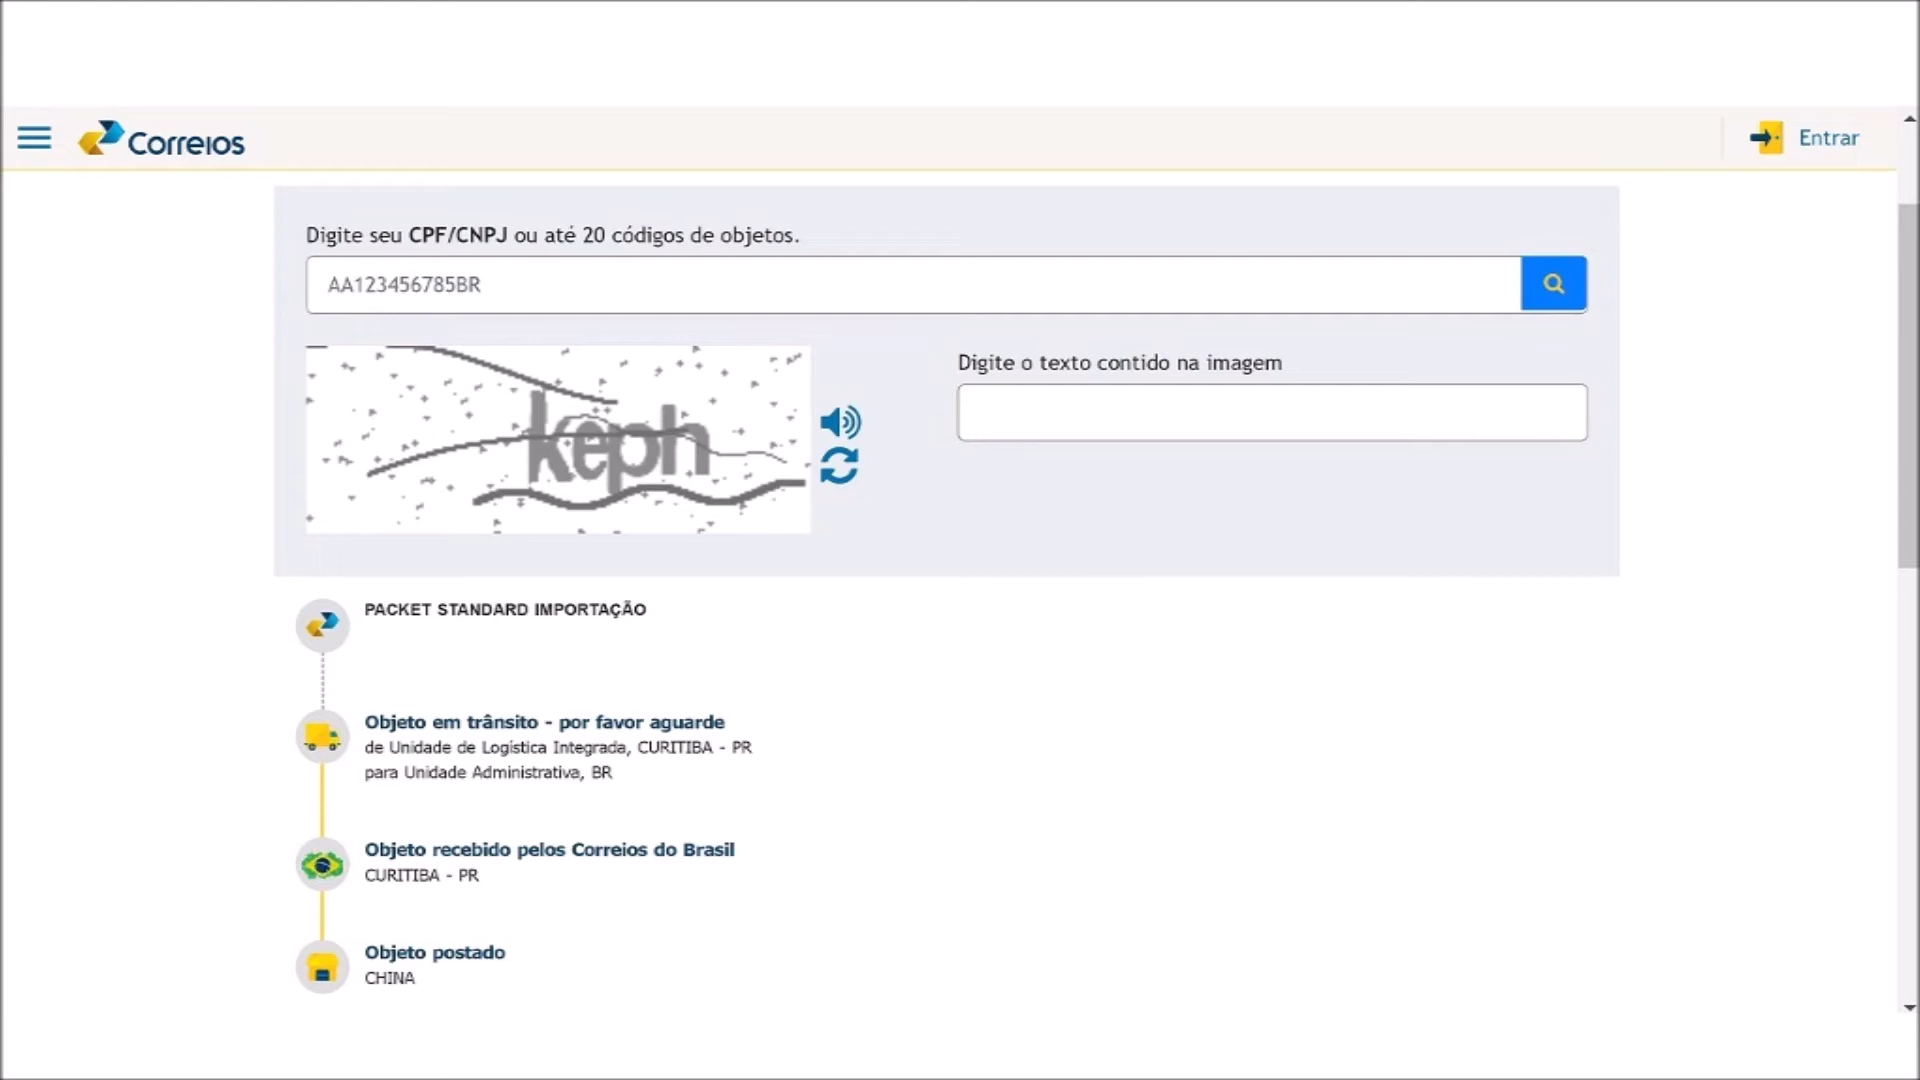 Correios
Entrar
Digite seu CPF/CNPJ ou até 20 códigos de objetos.
AA123456785BR
Digite o texto contido na imagem
keph
PACKET STANDARD IMPORTAÇÃO
Objeto em trânsito - por favor aguarde
de Unidade de Logística Integrada, CURITIBA - PR
para Unidade Administrativa, BR
Objeto recebido pelos Correios do Brasil
CURITIBA - PR
Objeto postado
CHINA